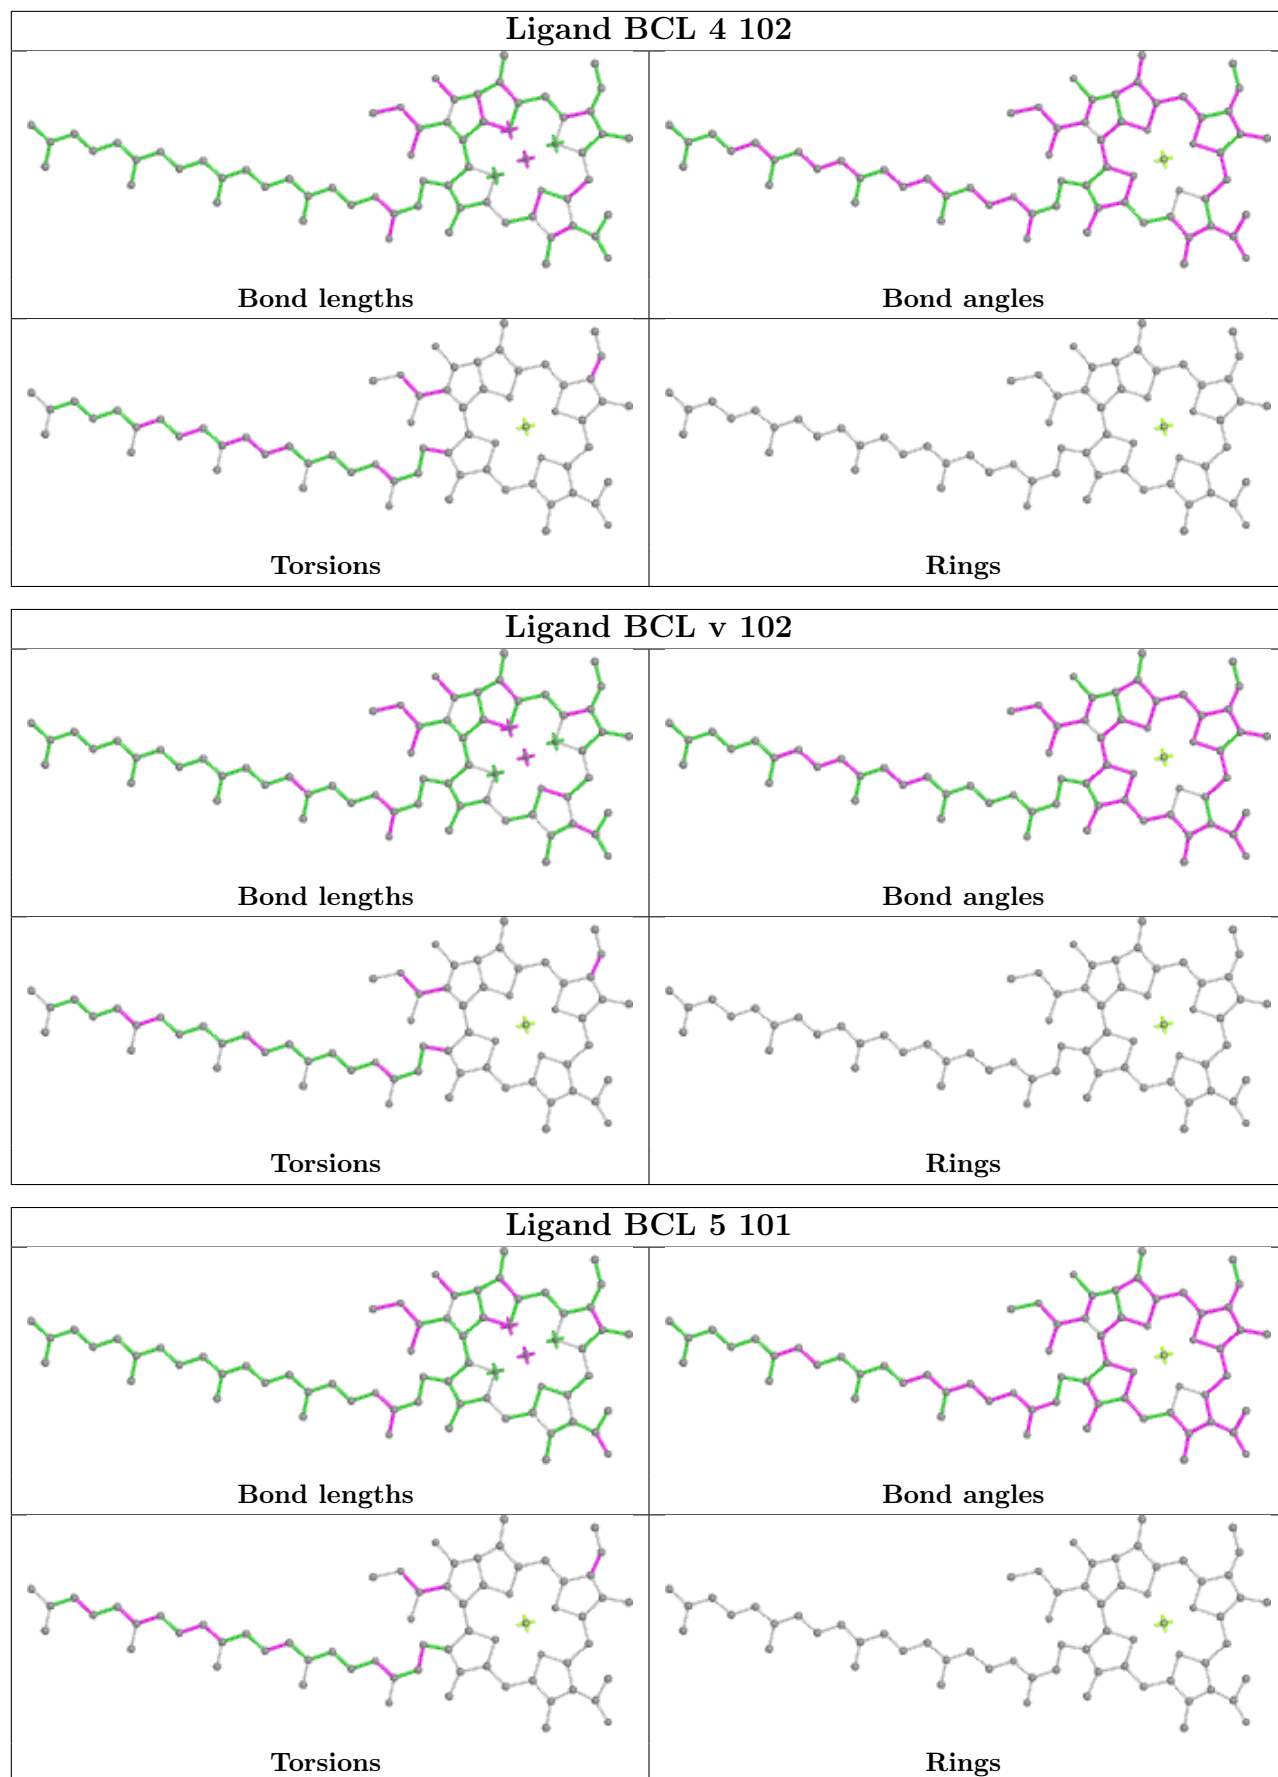 Ligand BCL 4 102
Bond lengths
Bond angles
Torsions
Rings
Ligand BCL v 102
Bond lengths
Bond angles
Torsions
Rings
Ligand BCL 5 101
Bond lengths
Bond angles
Torsions
Rings